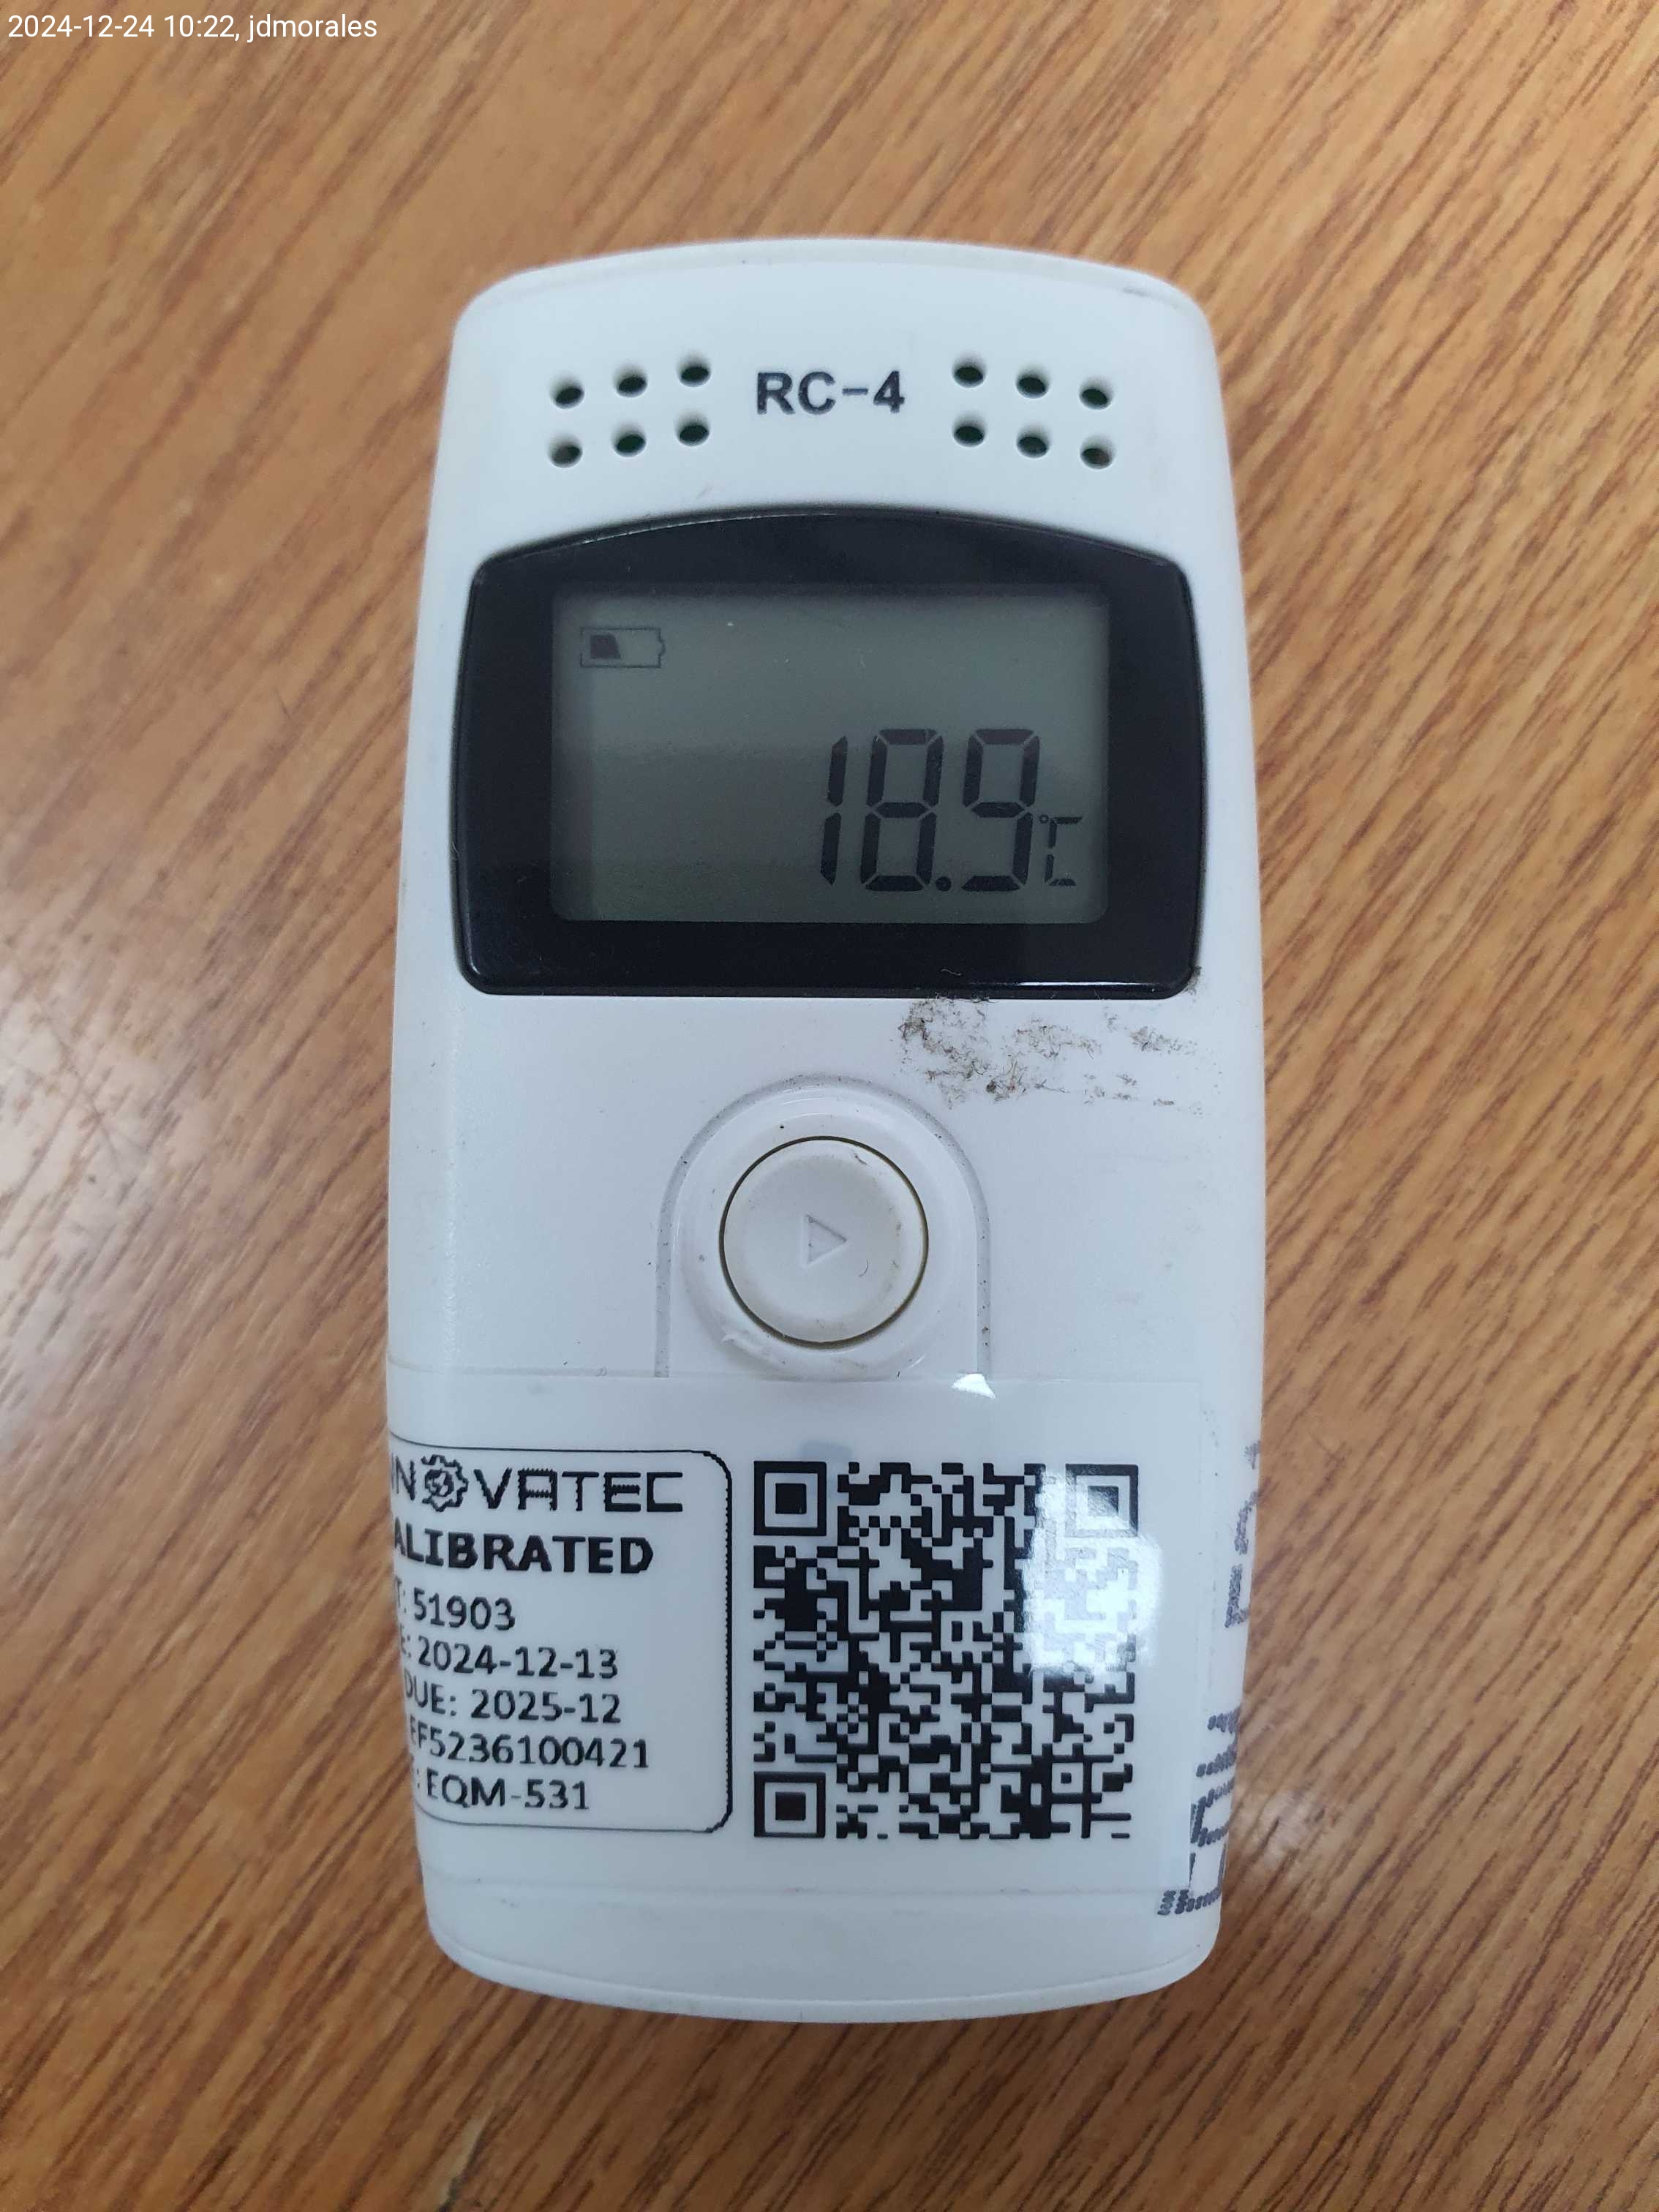 2024-12-24 10:22, jdmorales
RC-4
18.9°C
NNOVATEC
ALIBRATED
T: 51903
E: 2024-12-13
DUE: 2025-12
EF5236100421
: EQM-531